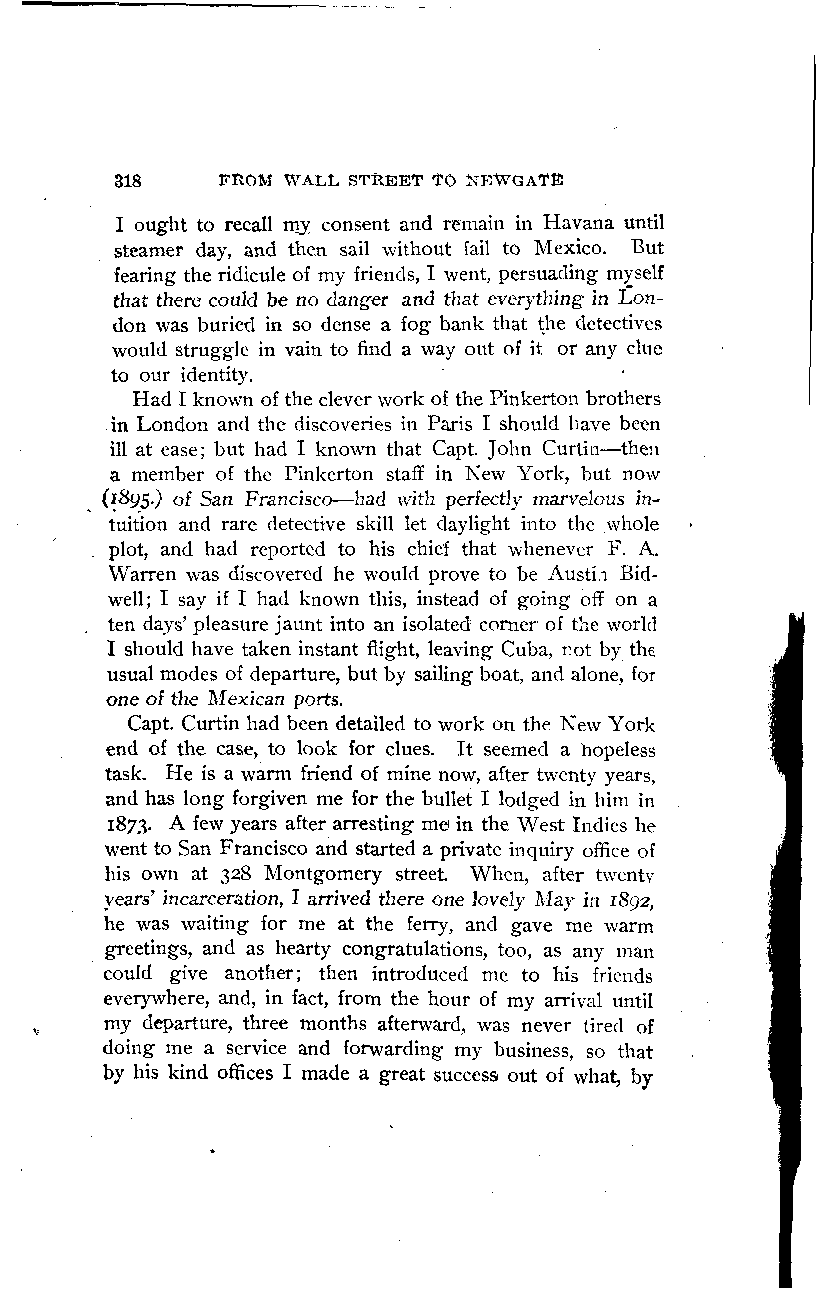 318 FROM WALL STREET TO NEWGATE
I ought to recall my consent and remain in Havana until
steamer day, and then sail without fail to Mexico. But
fearing the ridicule of my friends, I went, persuading myself
that there could be no danger and that everything in Lon-
don was buried in so dense a fog bank that the detectives
would struggle in vain to find a way out of it or any clue
to our identity.
Had I known of the clever work of the Pinkerton brothers
in London and the discoveries in Paris I should have been
ill at ease; but had I known that Capt. John Curtin—then
a member of the Pinkerton staff in New York, but now
(1895.) of San Francisco—had with perfectly marvelous in-
tuition and rare detective skill let daylight into the whole
plot, and had reported to his chief that whenever F. A.
Warren was discovered he would prove to be Austin Bid-
well; I say if I had known this, instead of going off on a
ten days' pleasure jaunt into an isolated corner of the world
I should have taken instant flight, leaving Cuba, not by the
usual modes of departure, but by sailing boat, and alone, for
one of the Mexican ports.
Capt. Curtin had been detailed to work on the New York
end of the case, to look for clues. It seemed a hopeless
task. He is a warm friend of mine now, after twenty years,
and has long forgiven me for the bullet I lodged in him in
1873. A few years after arresting me in the West Indies he
went to San Francisco and started a private inquiry office of
his own at 328 Montgomery street. When, after twenty
years' incarceration, I arrived there one lovely May in 1892,
he was waiting for me at the ferry, and gave me warm
greetings, and as hearty congratulations, too, as any man
could give another; then introduced me to his friends
everywhere, and, in fact, from the hour of my arrival until
my departure, three months afterward, was never tired of
doing me a service and forwarding my business, so that
by his kind offices I made a great success out of what, by